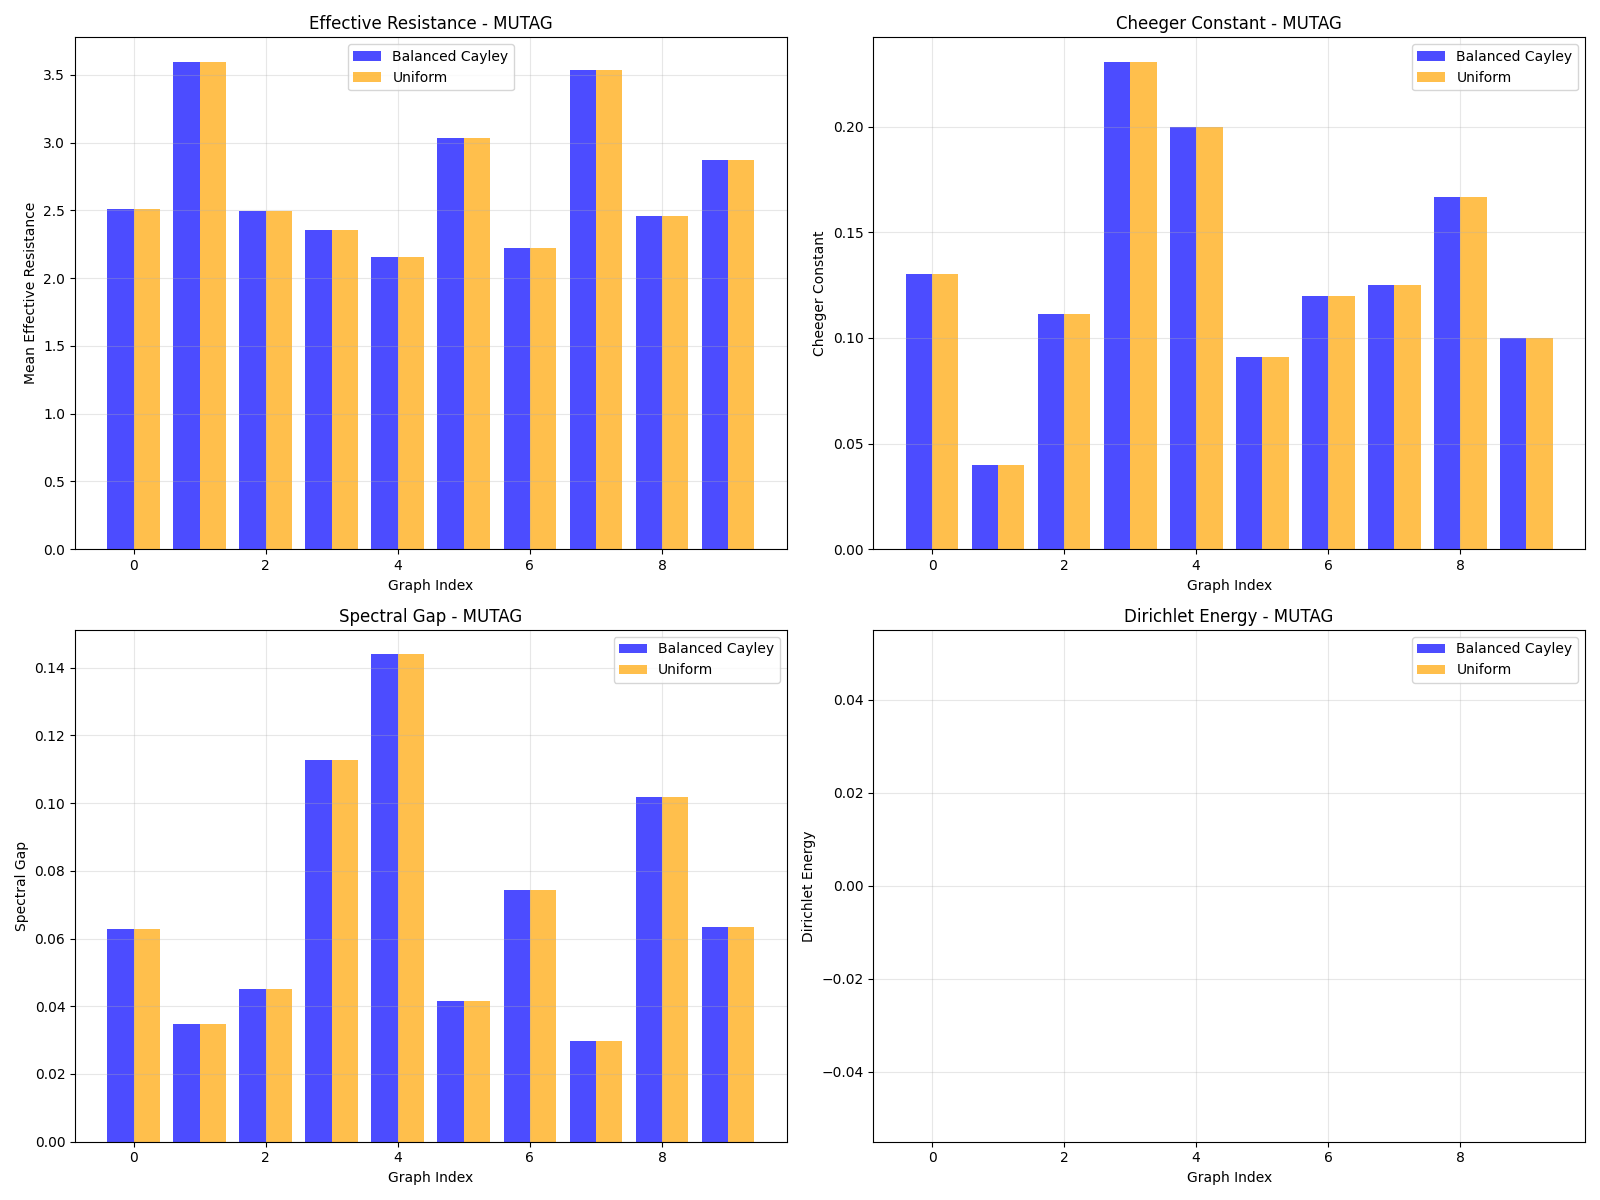 Effective Resistance - MUTAG
Balanced Cayley
Uniform
Mean Effective Resistance
3.5
3.0
2.5
2.0
1.5
1.0
0.5
0.0
0 2 4 6 8
Graph Index
Cheeger Constant - MUTAG
Balanced Cayley
Uniform
Cheeger Constant
0.20
0.15
0.10
0.05
0.00
0 2 4 6 8
Graph Index
Spectral Gap - MUTAG
Balanced Cayley
Uniform
Spectral Gap
0.14
0.12
0.10
0.08
0.06
0.04
0.02
0.00
0 2 4 6 8
Graph Index
Dirichlet Energy - MUTAG
Balanced Cayley
Uniform
Dirichlet Energy
0.04
0.02
0.00
−0.02
−0.04
0 2 4 6 8
Graph Index